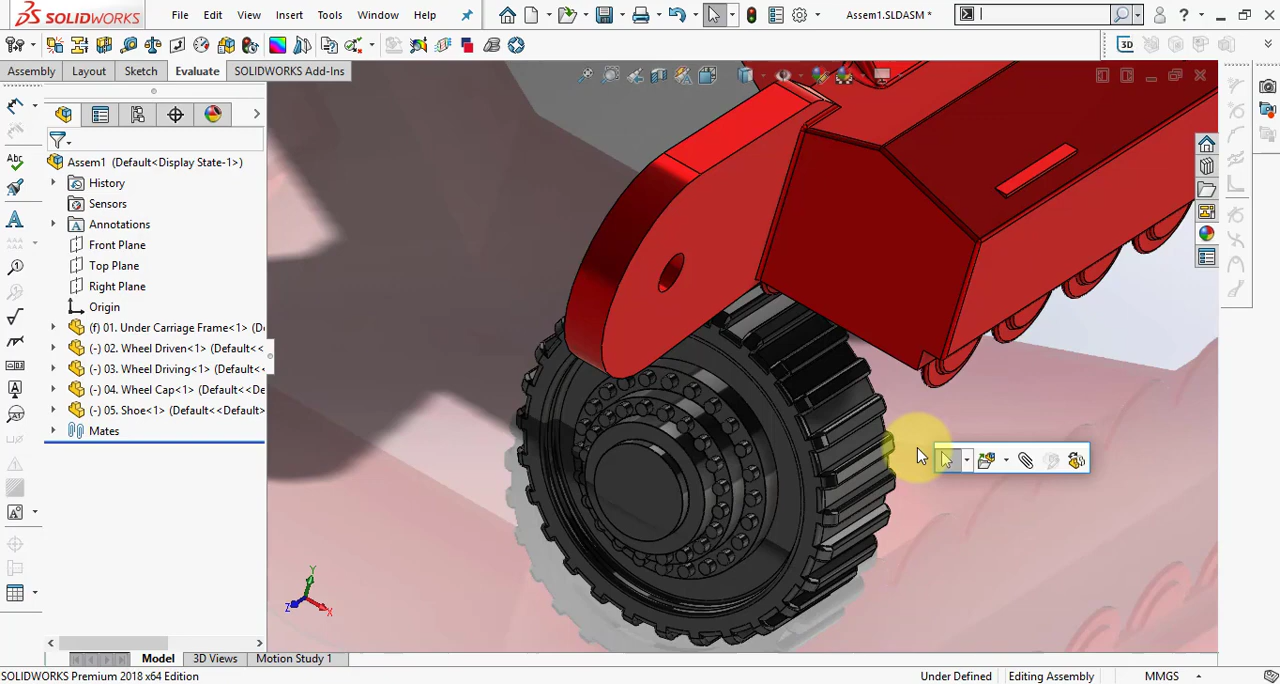 SOLIDWORKS File Edit View Insert Tools Window Help Assem1.SLDASM *
Assembly Layout Sketch Evaluate SOLIDWORKS Add-Ins
3D
Assem1 (Default<Display State-1>)
History
Sensors
Annotations
Front Plane
Top Plane
Right Plane
Origin
(f) 01. Under Carriage Frame<1> (D
(-) 02. Wheel Driven<1> (Default<<
(-) 03. Wheel Driving<1> (Default<
(-) 04. Wheel Cap<1> (Default<<De
(-) 05. Shoe<1> (Default<<Default>
Mates
Y
Z
X
Model 3D Views Motion Study 1
SOLIDWORKS Premium 2018 x64 Edition Under Defined Editing Assembly MMGS